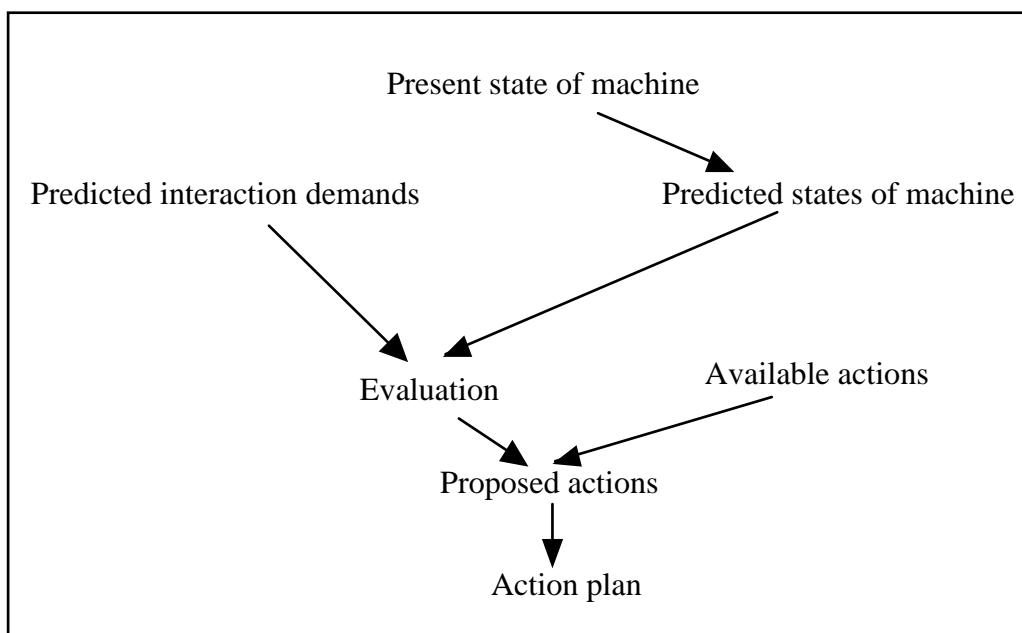 Present state of machine
Predicted interaction demands
Predicted states of machine
Available actions
Evaluation
Proposed actions
Action plan